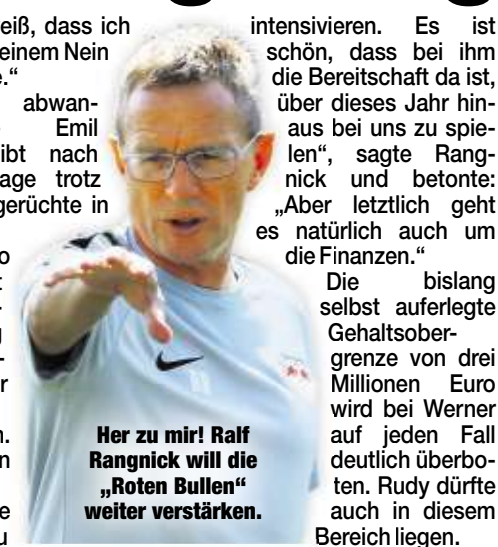 eiß, dass ich
einem Nein
e.“
abwan-
Emil
ibt nach
age trotz
gerüchte in
intensivieren. Es ist
schön, dass bei ihm
die Bereitschaft da ist,
über dieses Jahr hin-
aus bei uns zu spie-
len“, sagte Rang-
nick und betonte:
„Aber letztlich geht
es natürlich auch um
die Finanzen.“
Die bislang
selbst auferlegte
Gehaltsober-
grenze von drei
Millionen Euro
wird bei Werner
auf jeden Fall
deutlich überbo-
ten. Rudy dürfte
auch in diesem
Bereich liegen.
Her zu mir! Ralf
Rangnick will die
„Roten Bullen“
weiter verstärken.